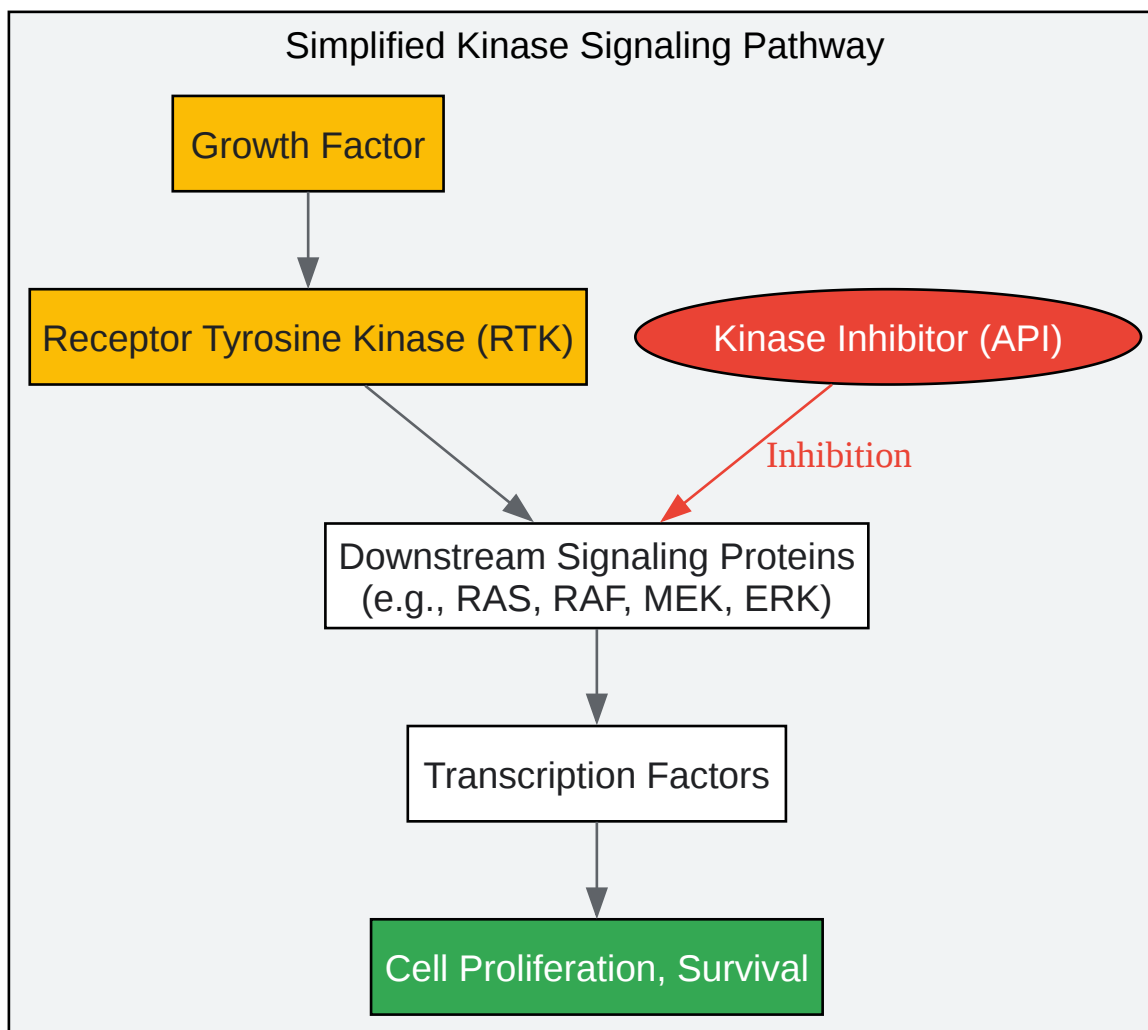 Simplified Kinase Signaling Pathway
Growth Factor
Receptor Tyrosine Kinase (RTK)
Kinase Inhibitor (API)
Inhibition
Downstream Signaling Proteins
(e.g., RAS, RAF, MEK, ERK)
Transcription Factors
Cell Proliferation, Survival